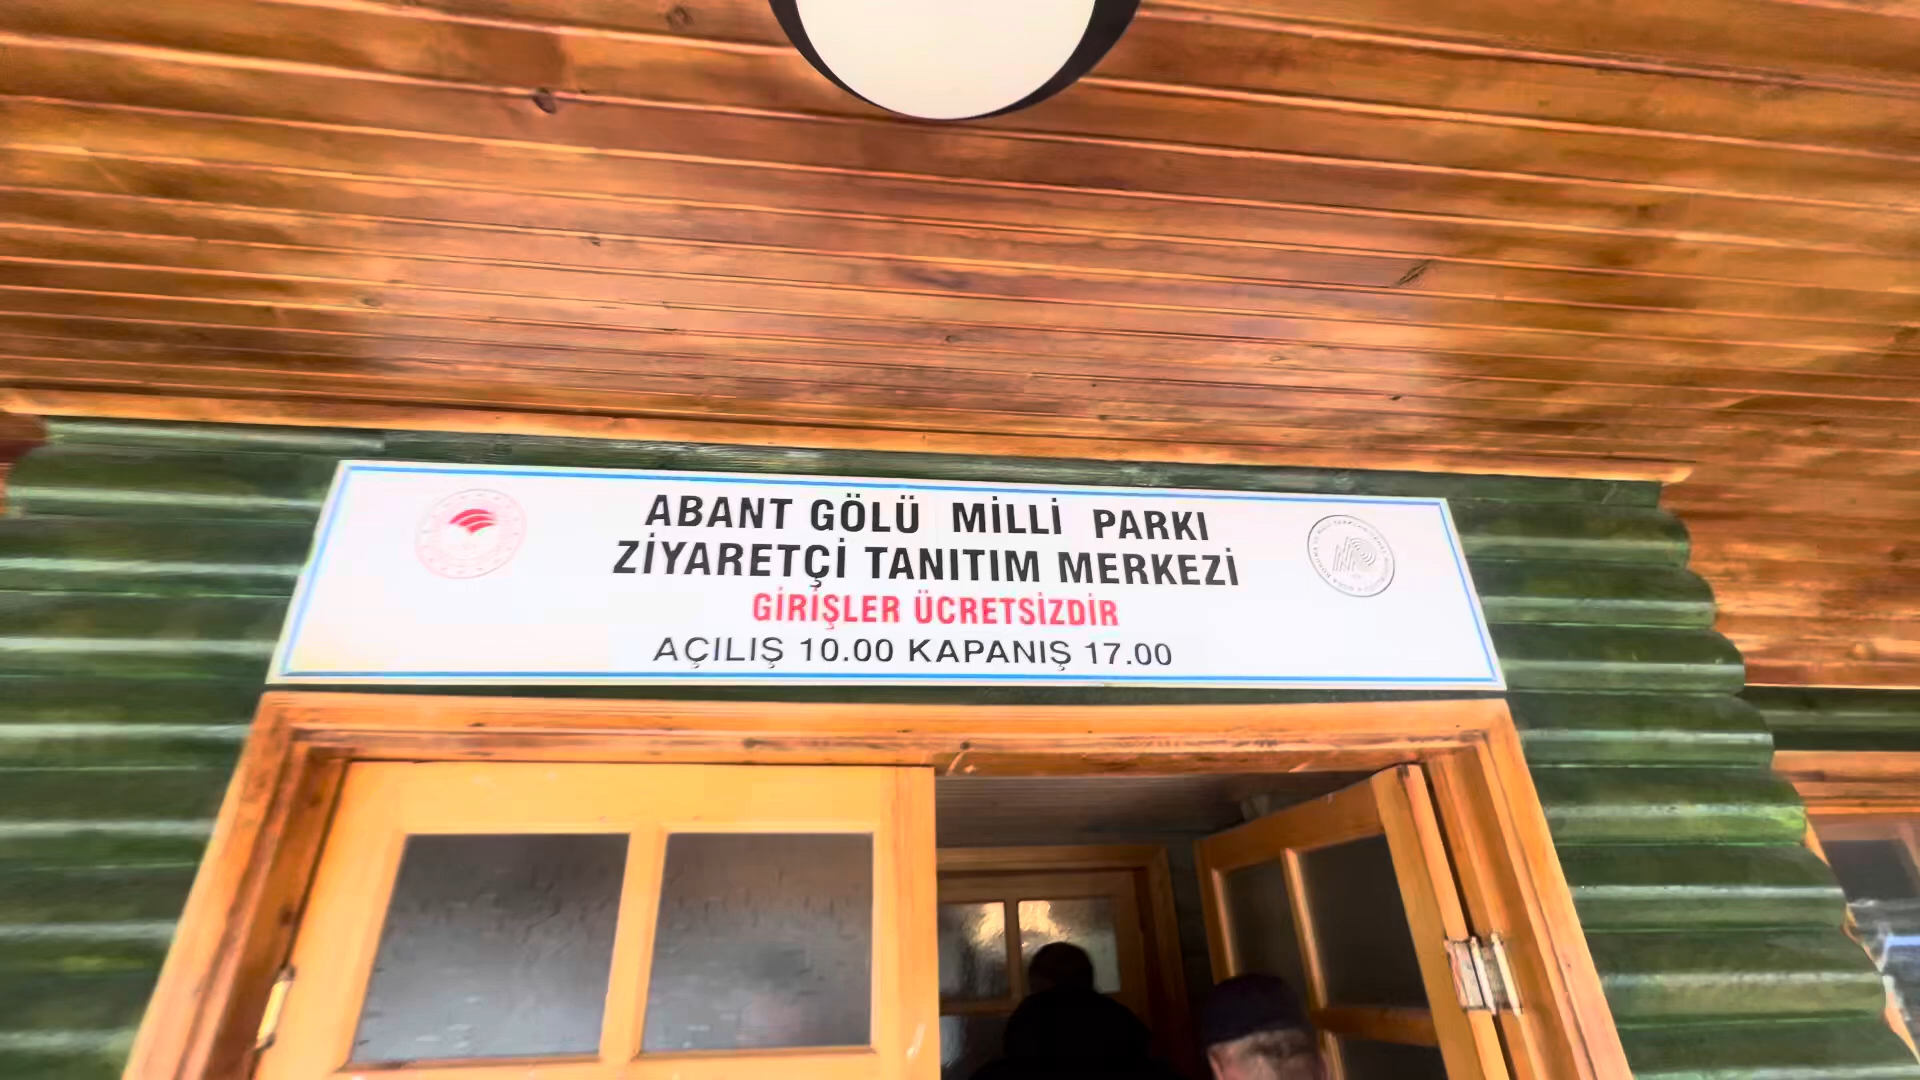 ABANT GÖLÜ MİLLİ PARKI
ZİYARETÇİ TANITIM MERKEZİ
GİRİŞLER ÜCRETSİZDİR
AÇILIŞ 10.00 KAPANIŞ 17.00